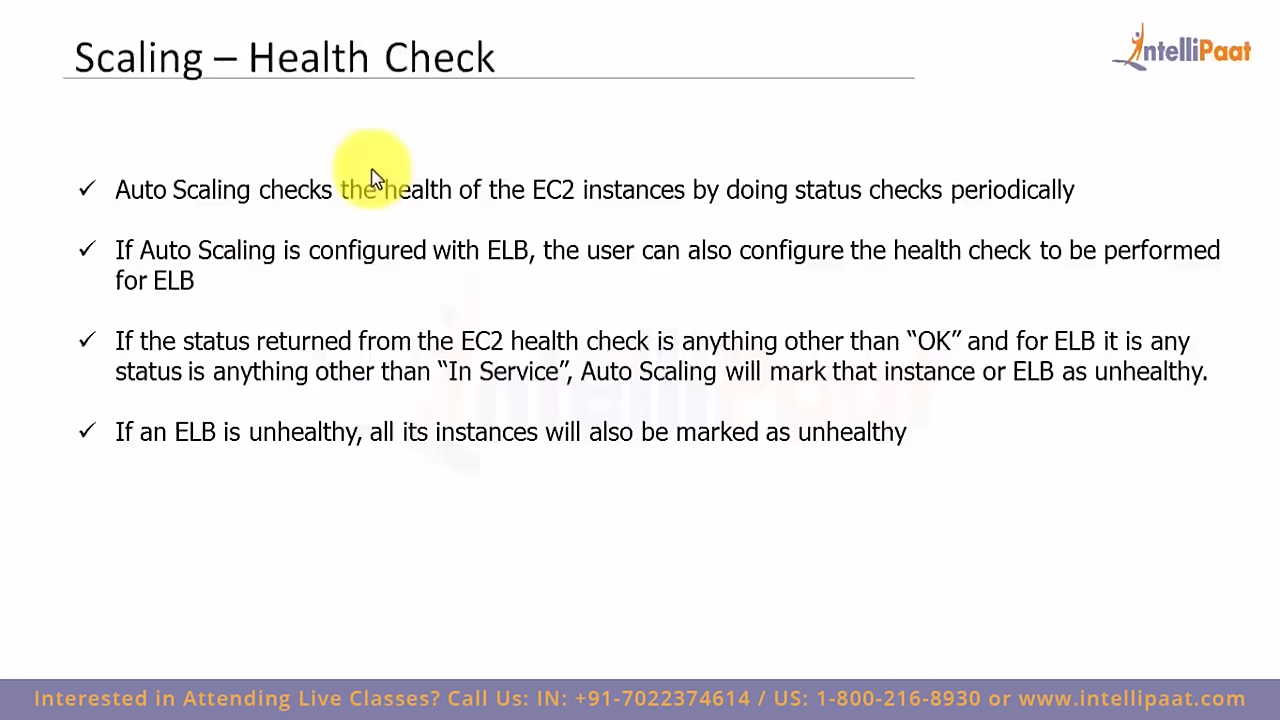 Scaling – Health Check
IntelliPaat
✓ Auto Scaling checks the health of the EC2 instances by doing status checks periodically
✓ If Auto Scaling is configured with ELB, the user can also configure the health check to be performed
for ELB
✓ If the status returned from the EC2 health check is anything other than “OK” and for ELB it is any
status is anything other than “In Service”, Auto Scaling will mark that instance or ELB as unhealthy.
✓ If an ELB is unhealthy, all its instances will also be marked as unhealthy
Interested in Attending Live Classes? Call Us: IN: +91-7022374614 / US: 1-800-216-8930 or www.intellipaat.com